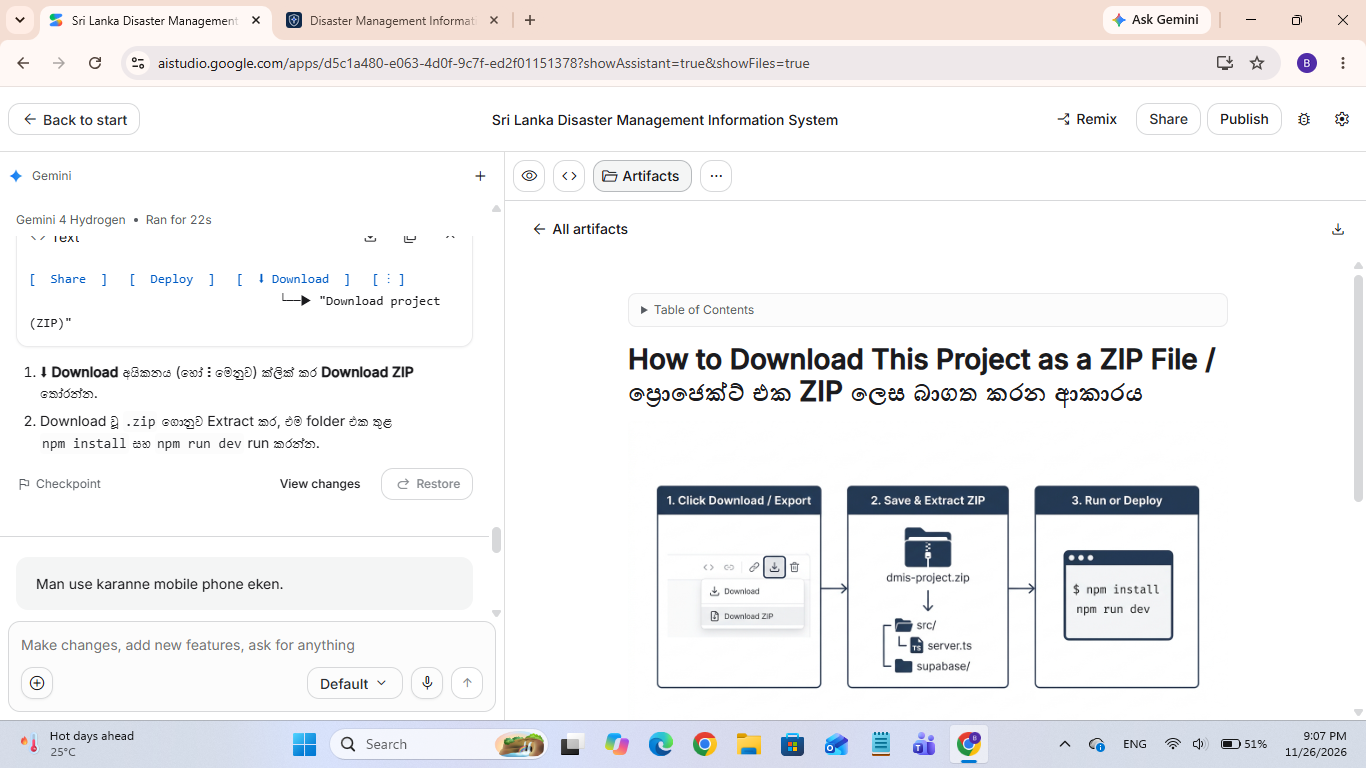 Sri Lanka Disaster Management
Disaster Management Informati
Ask Gemini
aistudio.google.com/apps/d5c1a480-e063-4d0f-9c7f-ed2f01151378?showAssistant=true&showFiles=true
B
Back to start
Sri Lanka Disaster Management Information System
Remix
Share
Publish
Gemini
Artifacts
Gemini 4 Hydrogen • Ran for 22s
All artifacts
Text
[ Share ] [ Deploy ] [ ⬇ Download ] [⋮]
└─▶ "Download project
(ZIP)"
Table of Contents
How to Download This Project as a ZIP File /
ප්‍රොජෙක්ට් එක ZIP ලෙස බාගත කරන ආකාරය
1. ⬇ Download අයිකනය (හෝ ⋮ මෙනුව) ක්ලික් කර Download ZIP
තෝරන්න.
2. Download වූ .zip ගොනුව Extract කර, එම folder එක තුළ
npm install සහ npm run dev run කරන්න.
Checkpoint
View changes
Restore
Man use karanne mobile phone eken.
Make changes, add new features, ask for anything
Default
1. Click Download / Export
Download
Download ZIP
2. Save & Extract ZIP
dmis-project.zip
src/
TS
server.ts
supabase/
3. Run or Deploy
$ npm install
npm run dev
Hot days ahead
25°C
Search
B
ENG
51%
9:07 PM
11/26/2026